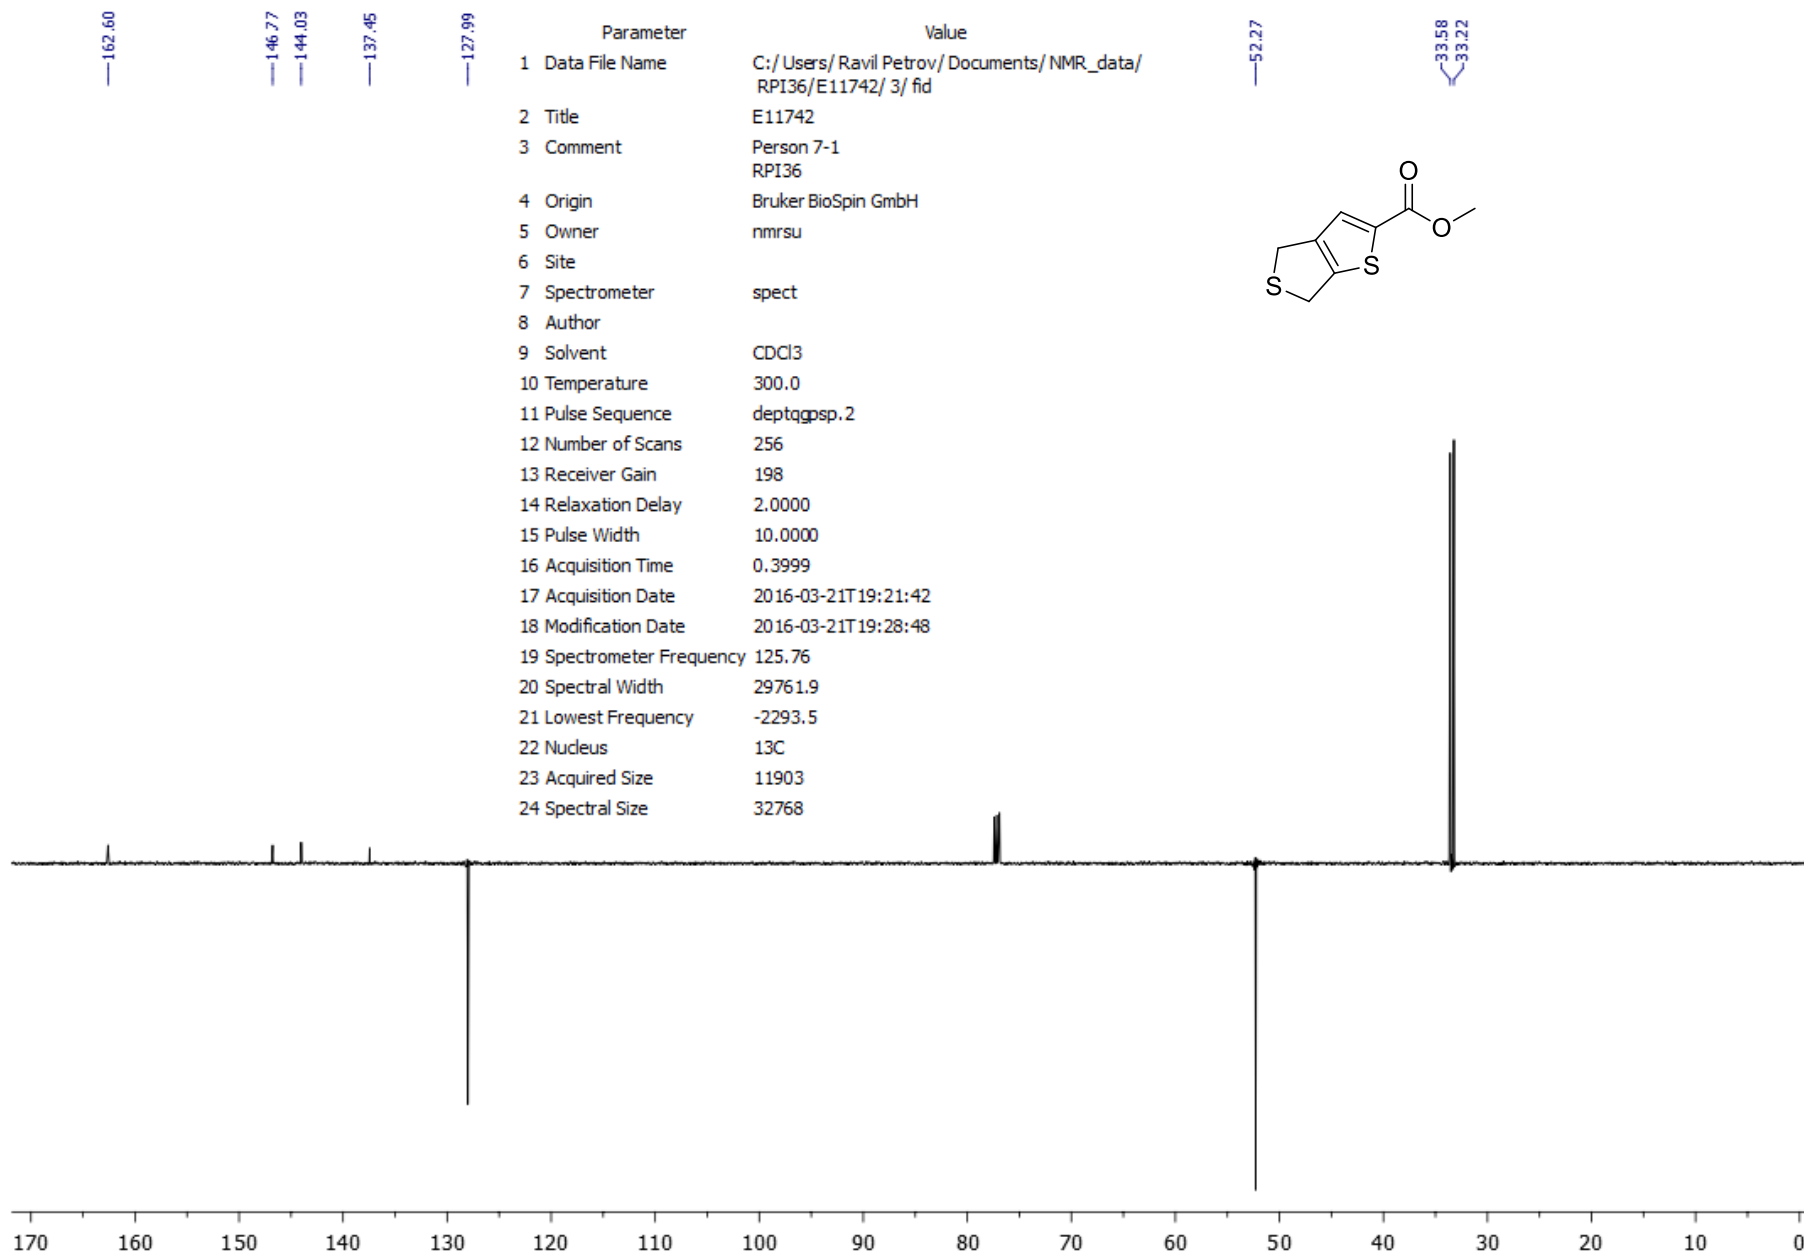 162.60
146.77
144.03
137.45
127.99
52.27
33.58
33.22
Parameter Value
1 Data File Name C:/Users/Ravil Petrov/Documents/NMR_data/
RPI36/E11742/3/fid
2 Title E11742
3 Comment Person 7-1
RPI36
4 Origin Bruker BioSpin GmbH
5 Owner nmrsu
6 Site
7 Spectrometer spect
8 Author
9 Solvent CDCl3
10 Temperature 300.0
11 Pulse Sequence deptqgpsp.2
12 Number of Scans 256
13 Receiver Gain 198
14 Relaxation Delay 2.0000
15 Pulse Width 10.0000
16 Acquisition Time 0.3999
17 Acquisition Date 2016-03-21T19:21:42
18 Modification Date 2016-03-21T19:28:48
19 Spectrometer Frequency 125.76
20 Spectral Width 29761.9
21 Lowest Frequency -2293.5
22 Nucleus 13C
23 Acquired Size 11903
24 Spectral Size 32768
O
O
S
S
170 160 150 140 130 120 110 100 90 80 70 60 50 40 30 20 10 0